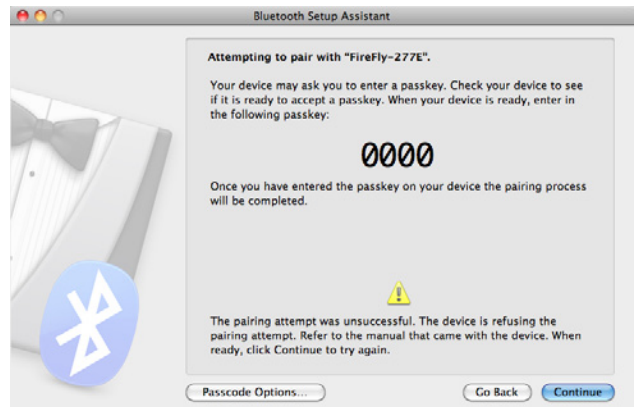 Bluetooth Setup Assistant
Attempting to pair with "FireFly-277E".
Your device may ask you to enter a passkey. Check your device to see
if it is ready to accept a passkey. When your device is ready, enter in
the following passkey:
0000
Once you have entered the passkey on your device the pairing process
will be completed.
The pairing attempt was unsuccessful. The device is refusing the
pairing attempt. Refer to the manual that came with the device. When
ready, click Continue to try again.
Passcode Options... Go Back Continue